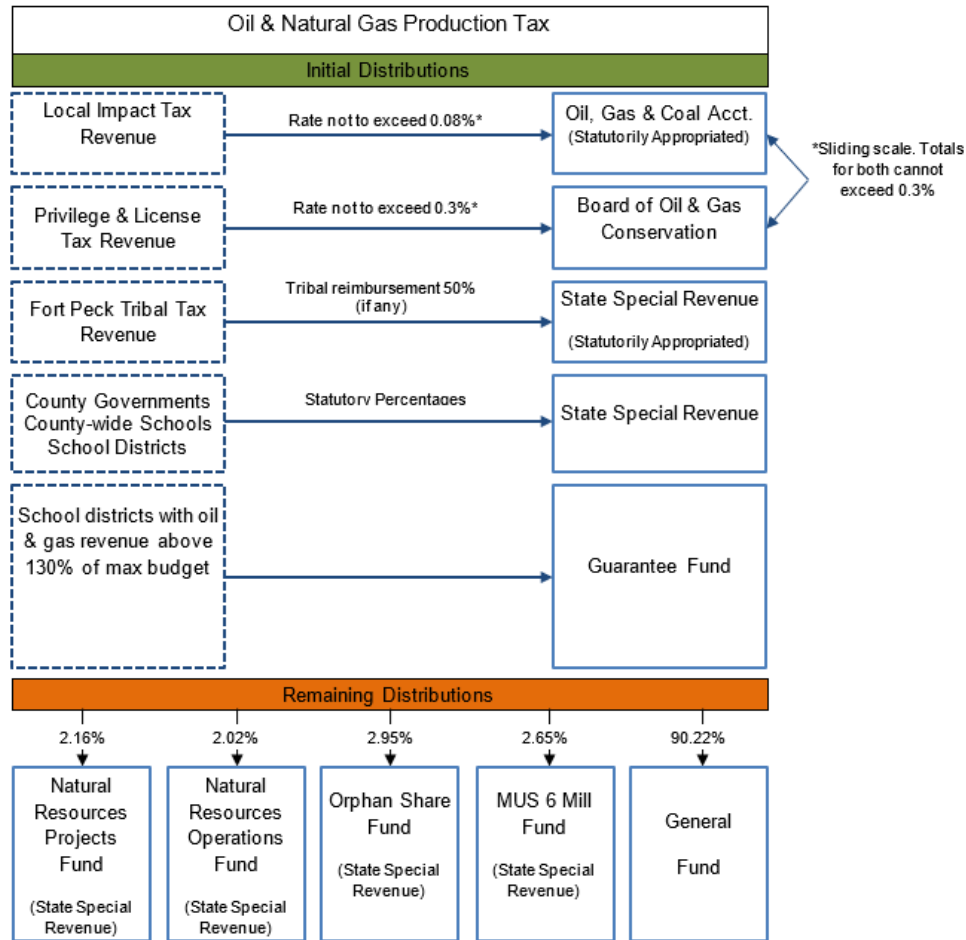 Oil & Natural Gas Production Tax
Initial Distributions
Local Impact Tax
Revenue
Rate not to exceed 0.08%*
Oil, Gas & Coal Acct.
(Statutorily Appropriated)
*Sliding scale. Totals
for both cannot
exceed 0.3%
Privilege & License
Tax Revenue
Rate not to exceed 0.3%*
Board of Oil & Gas
Conservation
Fort Peck Tribal Tax
Revenue
Tribal reimbursement 50%
(if any)
State Special Revenue
(Statutorily Appropriated)
County Governments
County-wide Schools
School Districts
Statutory Percentages
State Special Revenue
School districts with oil
& gas revenue above
130% of max budget
Guarantee Fund
Remaining Distributions
2.16%
2.02%
2.95%
2.65%
90.22%
Natural
Resources
Projects
Fund
(State Special
Revenue)
Natural
Resources
Operations
Fund
(State Special
Revenue)
Orphan Share
Fund
(State Special
Revenue)
MUS 6 Mill
Fund
(State Special
Revenue)
General
Fund